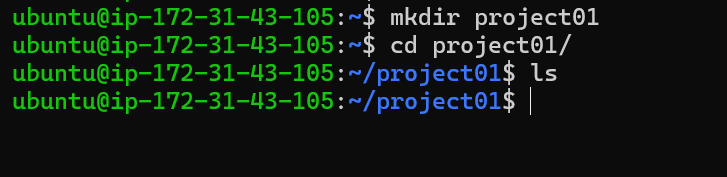 ubuntu@ip-172-31-43-105:~$ mkdir project01
ubuntu@ip-172-31-43-105:~$ cd project01/
ubuntu@ip-172-31-43-105:~/project01$ ls
ubuntu@ip-172-31-43-105:~/project01$